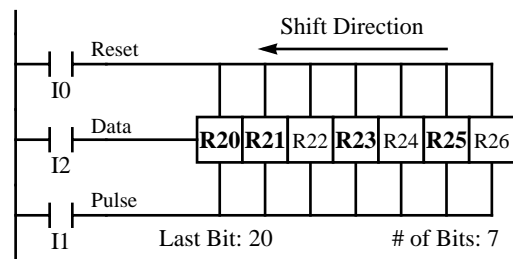 Shift Direction
Reset
I0
Data
R20 R21 R22 R23 R24 R25 R26
I2
Pulse
I1
Last Bit: 20 # of Bits: 7